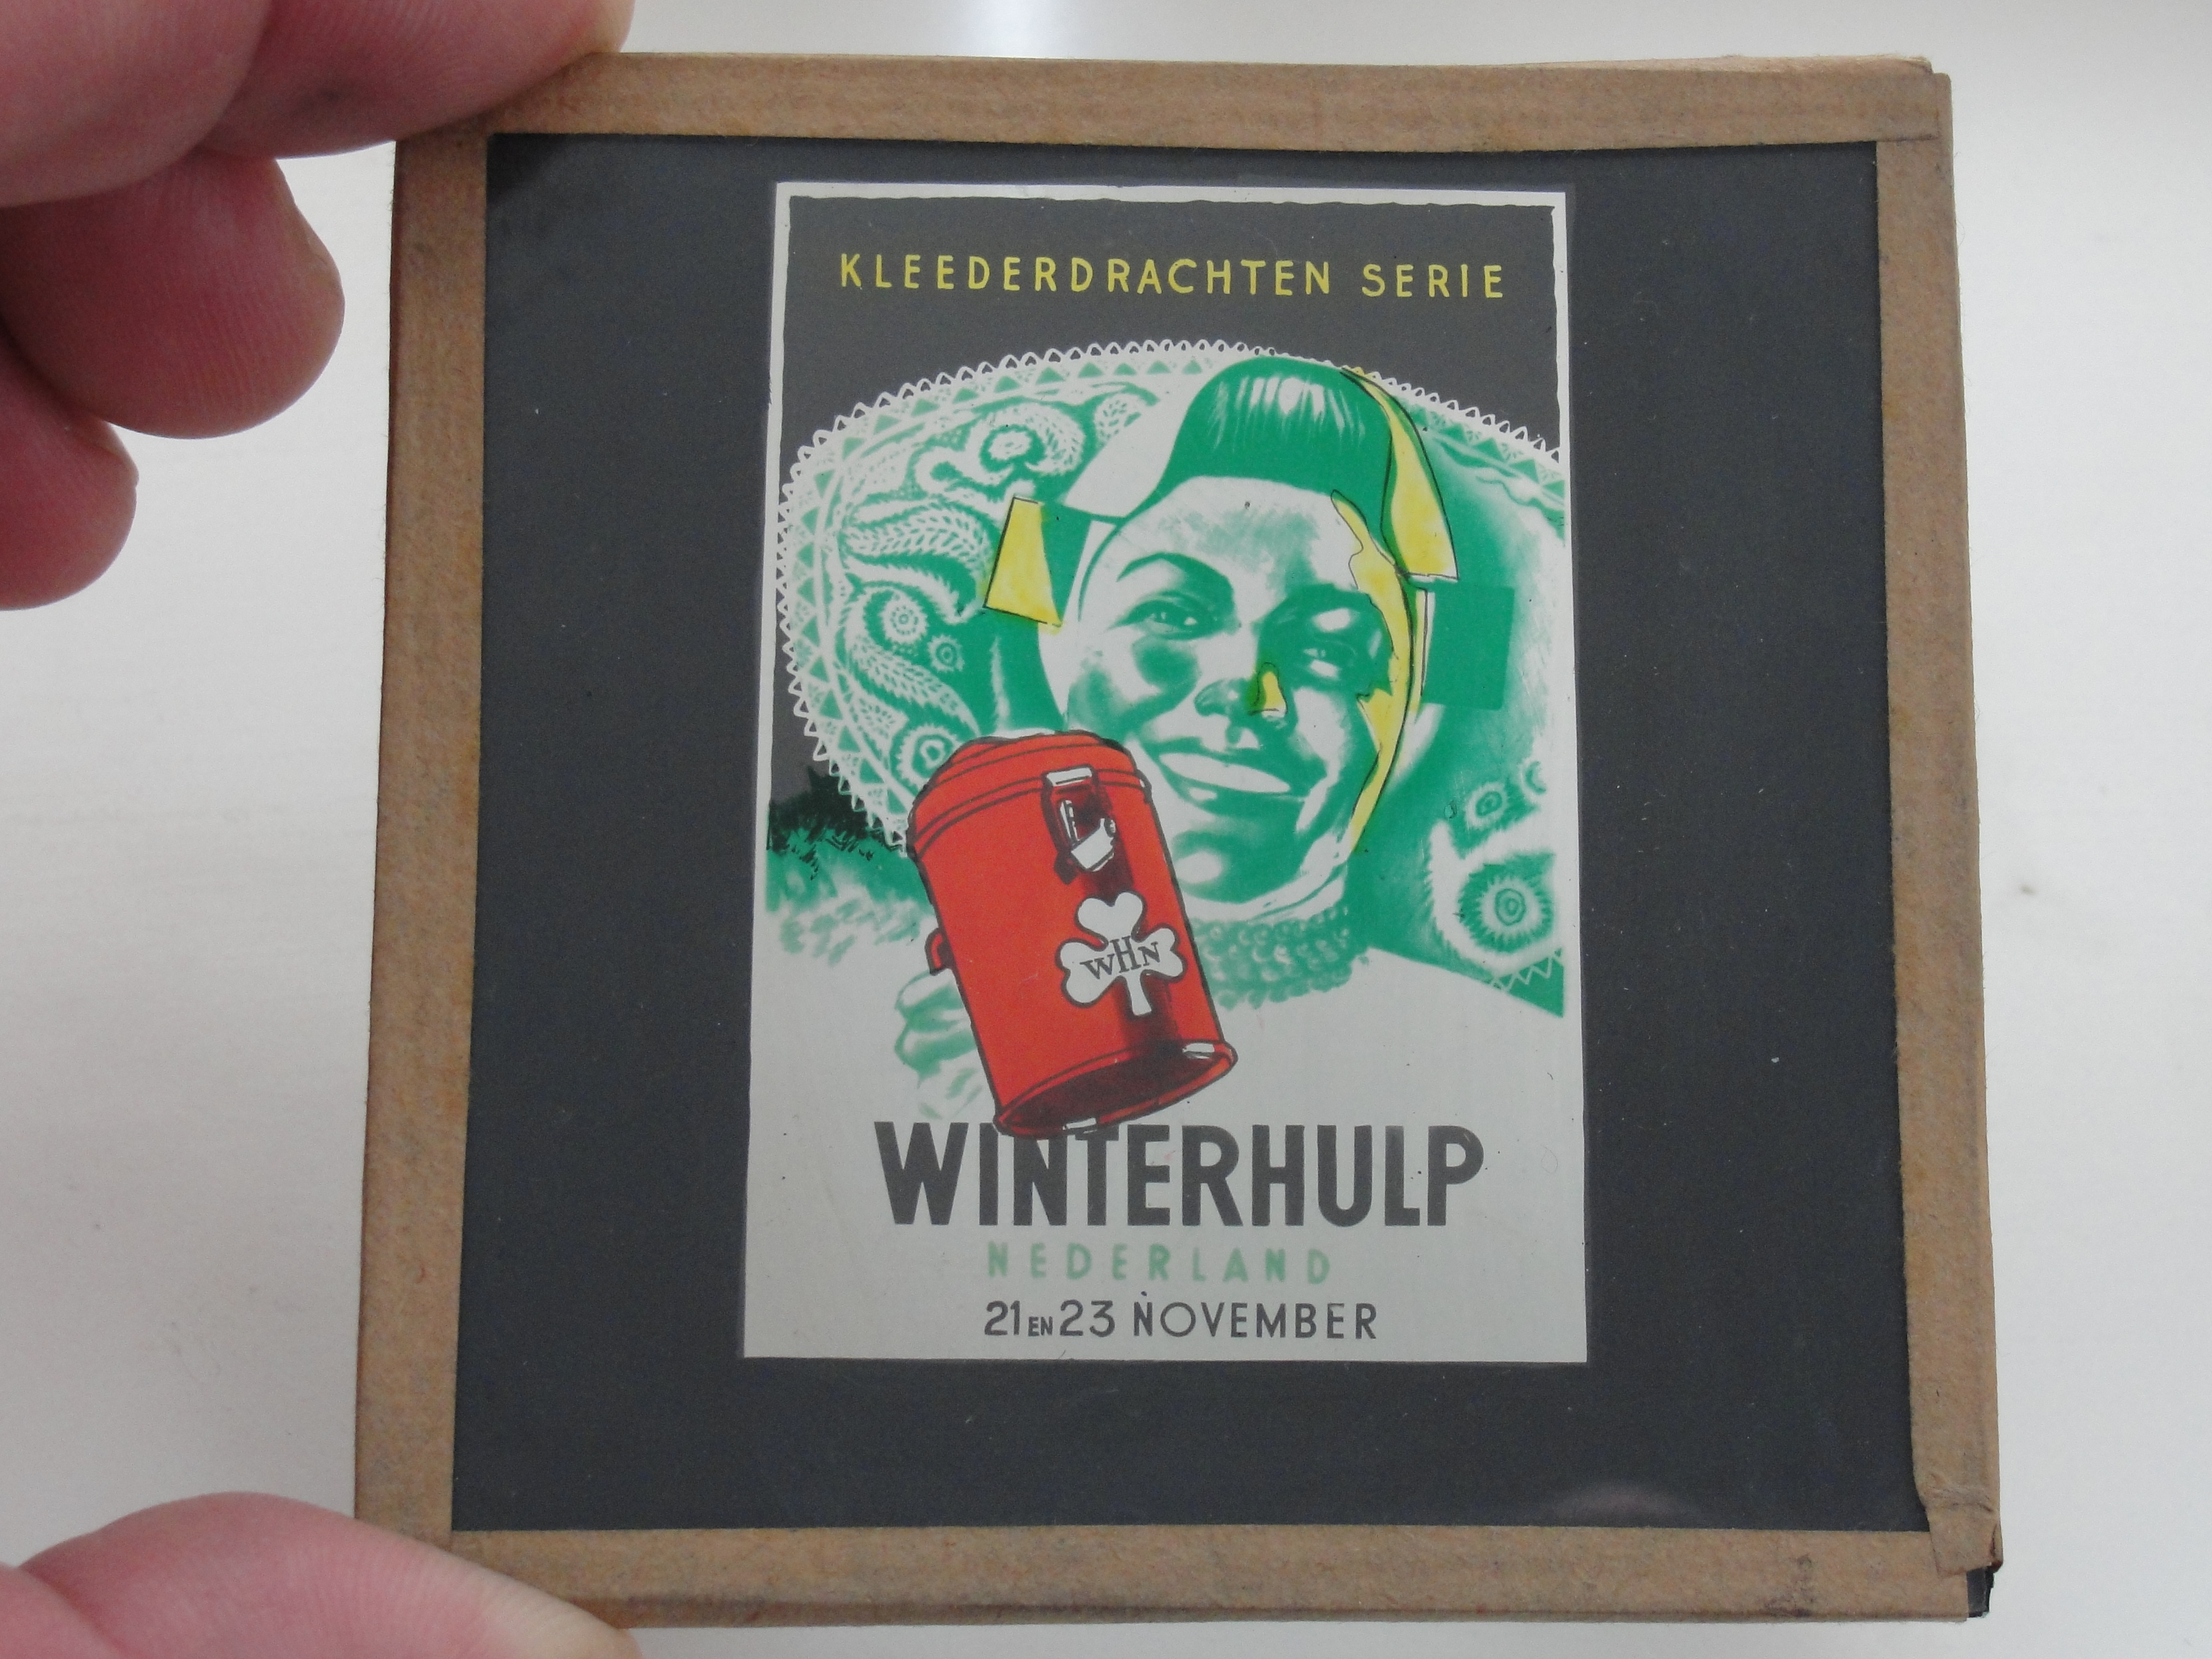 KLEEDERDRACHTEN SERIE
WHN
WINTERHULP
NEDERLAND
21 EN 23 NOVEMBER